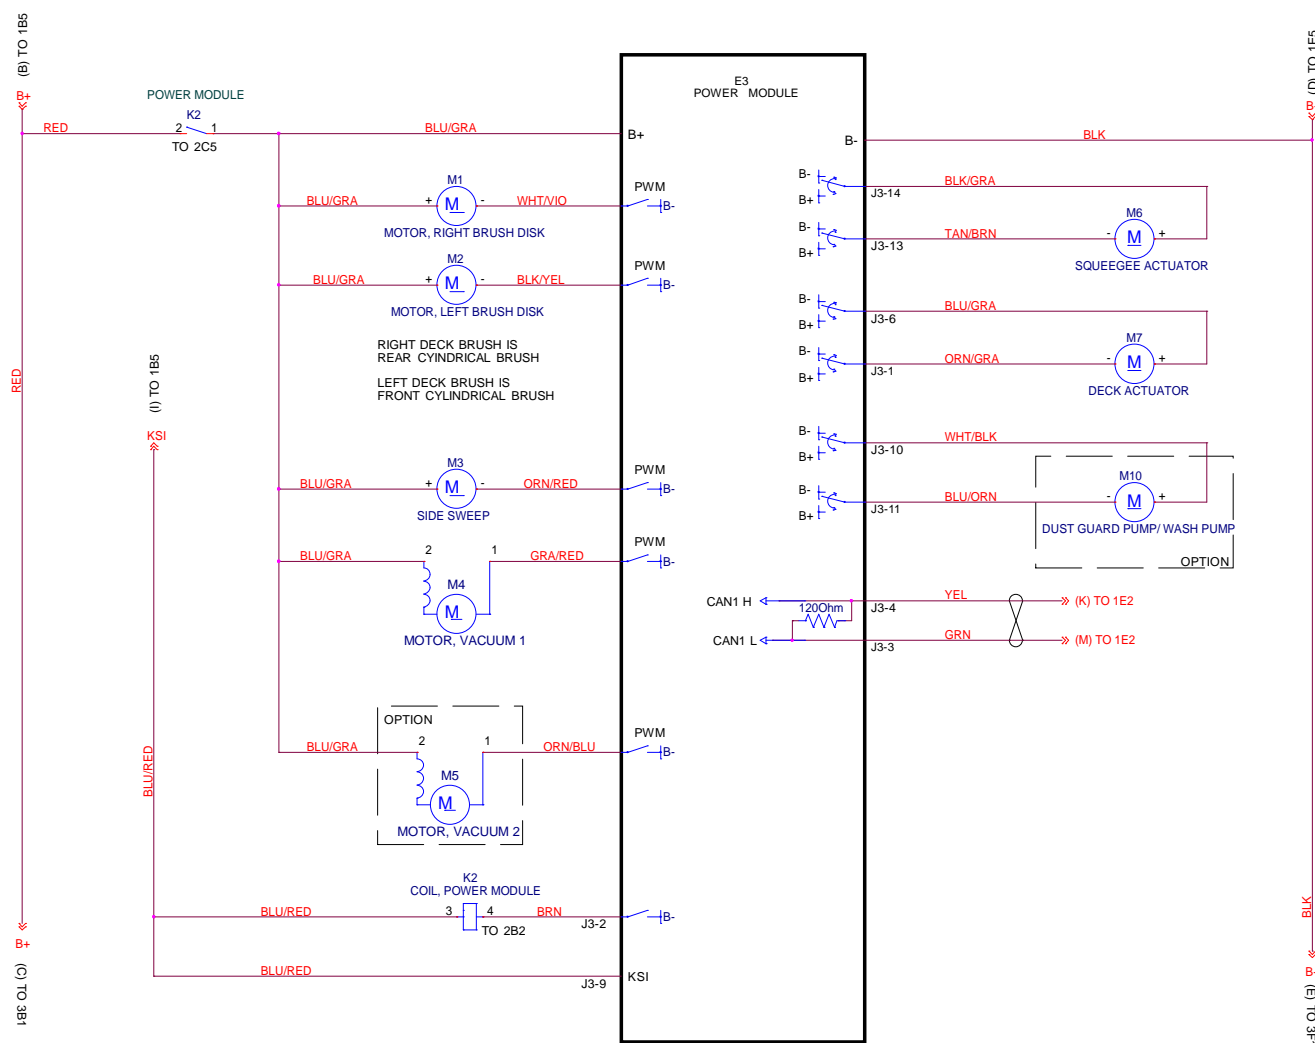 (B) TO 1B5
B+
RED
POWER MODULE
K2
2 1
TO 2C5
BLU/GRA
E3
POWER MODULE
B+
B-
BLK
(D) TO 1F5
BLU/GRA
M1
+ M -
WHT/VIO
PWM
B-
MOTOR, RIGHT BRUSH DISK
B-
B+
J3-14
BLK/GRA
B-
B+
J3-13
TAN/BRN
M6
- M +
SQUEEGEE ACTUATOR
BLU/GRA
M2
+ M -
BLK/YEL
PWM
B-
MOTOR, LEFT BRUSH DISK
RIGHT DECK BRUSH IS
REAR CYINDRICAL BRUSH
LEFT DECK BRUSH IS
FRONT CYLINDRICAL BRUSH
B-
B+
J3-6
BLU/GRA
B-
B+
J3-1
ORN/GRA
M7
- M +
DECK ACTUATOR
RED
(I) TO 1B5
KSI
B-
B+
J3-10
WHT/BLK
B-
B+
J3-11
BLU/ORN
M10
- M +
DUST GUARD PUMP/ WASH PUMP
OPTION
BLU/GRA
M3
+ M -
ORN/RED
PWM
B-
SIDE SWEEP
BLU/GRA
2 1
GRA/RED
PWM
B-
M4
M
MOTOR, VACUUM 1
CAN1 H
120Ohm
J3-4
YEL
(K) TO 1E2
CAN1 L
J3-3
GRN
(M) TO 1E2
OPTION
BLU/GRA
2 1
ORN/BLU
PWM
B-
M5
M
MOTOR, VACUUM 2
BLU/RED
K2
COIL, POWER MODULE
BLU/RED
3 4
BRN
TO 2B2
J3-2
B-
BLU/RED
J3-9
KSI
B+
(C) TO 3B1
BLK